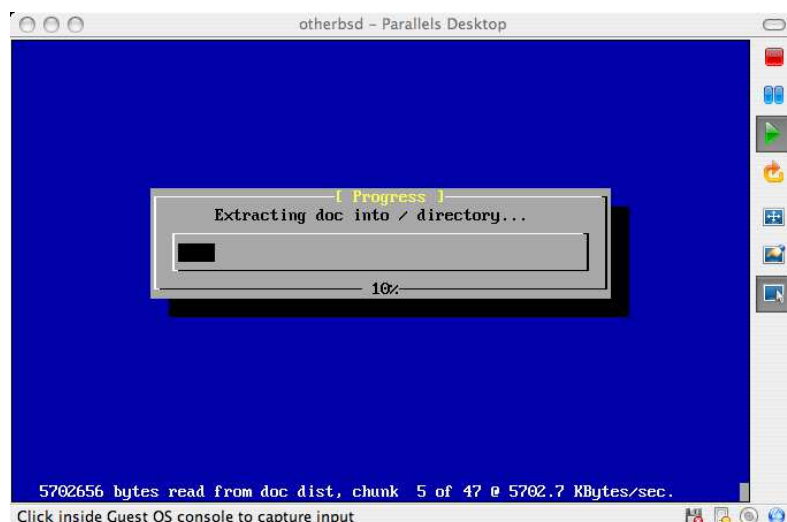 otherbsd – Parallels Desktop
[ Progress ]
Extracting doc into / directory...
10%
5702656 bytes read from doc dist, chunk  5 of 47 @ 5702.7 KBytes/sec.
Click inside Guest OS console to capture input